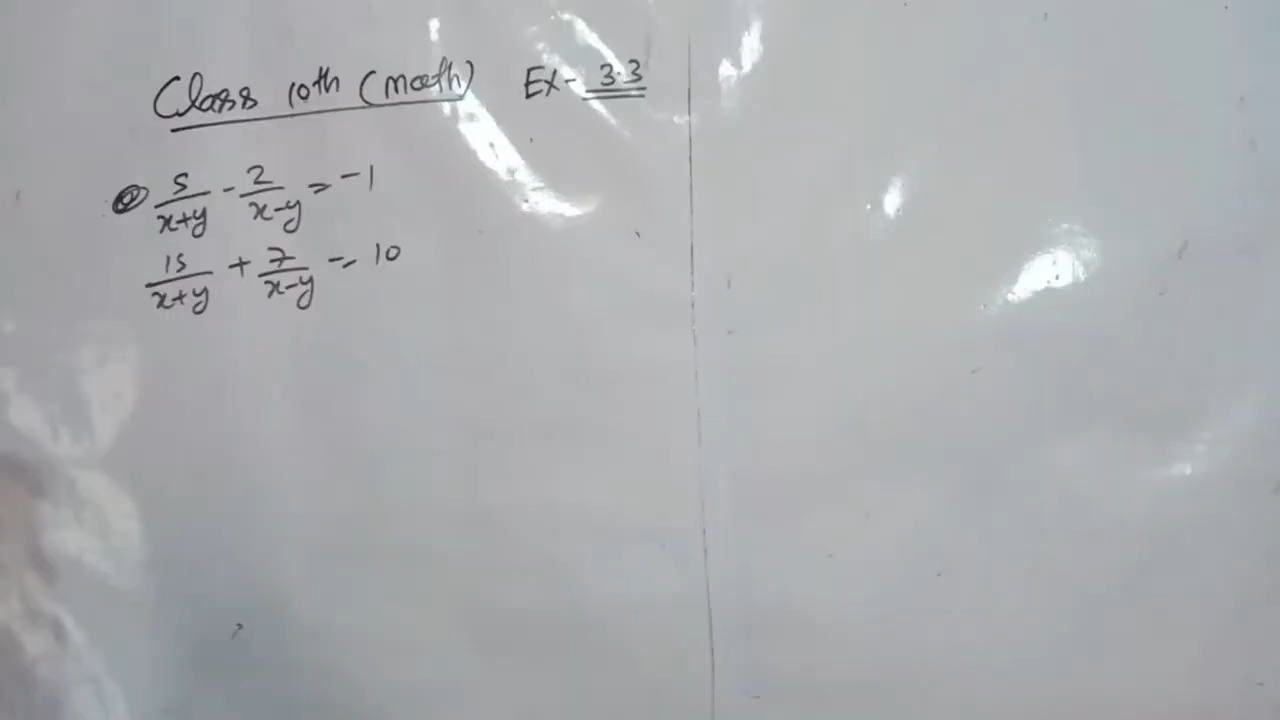 Class 10th (Math) Ex- 3.3
5/(x+y) - 2/(x-y) = -1
15/(x+y) + 7/(x-y) = 10